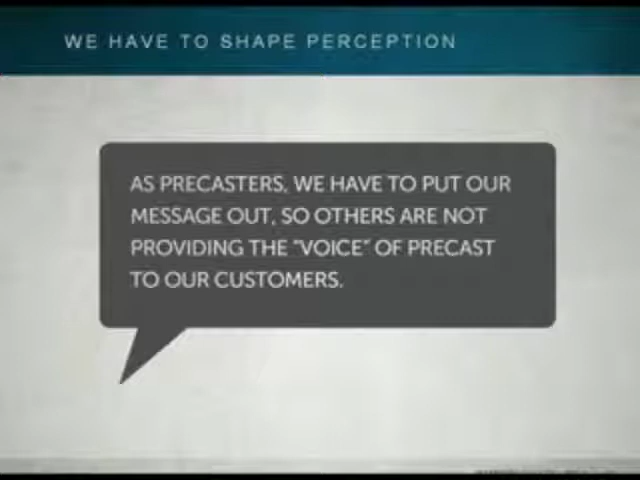 WE HAVE TO SHAPE PERCEPTION
AS PRECASTERS, WE HAVE TO PUT OUR
MESSAGE OUT, SO OTHERS ARE NOT
PROVIDING THE "VOICE" OF PRECAST
TO OUR CUSTOMERS.